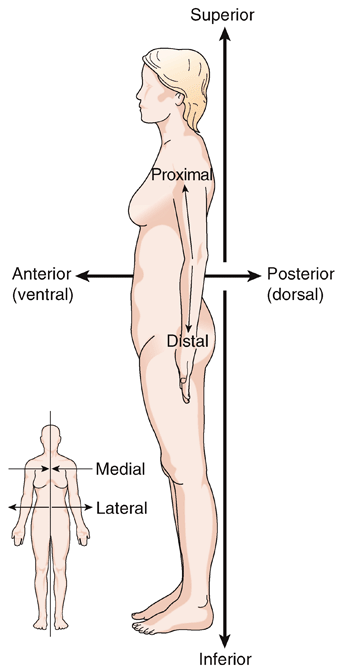 Superior
Proximal
Anterior
(ventral)
Posterior
(dorsal)
Distal
Medial
Lateral
Inferior